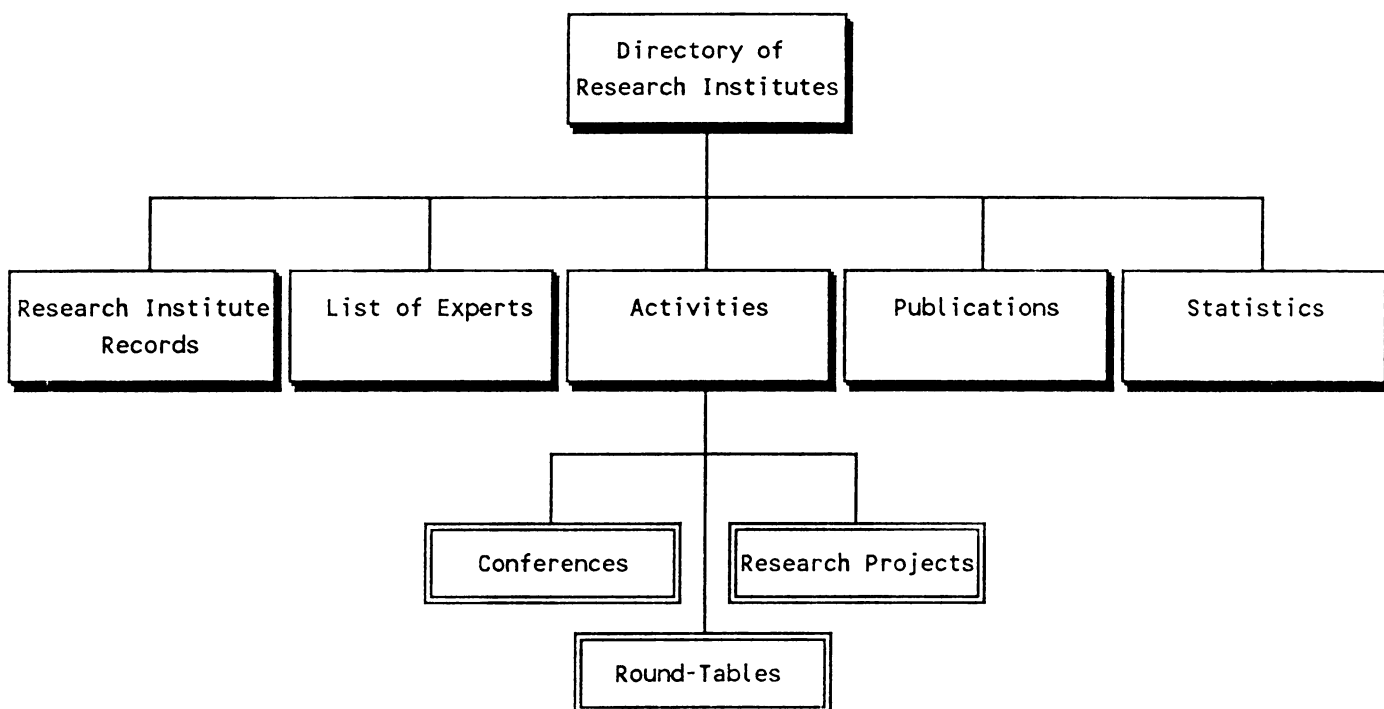 Directory of
Research Institutes
Research Institute
Records
List of Experts
Activities
Publications
Statistics
Conferences
Research Projects
Round-Tables